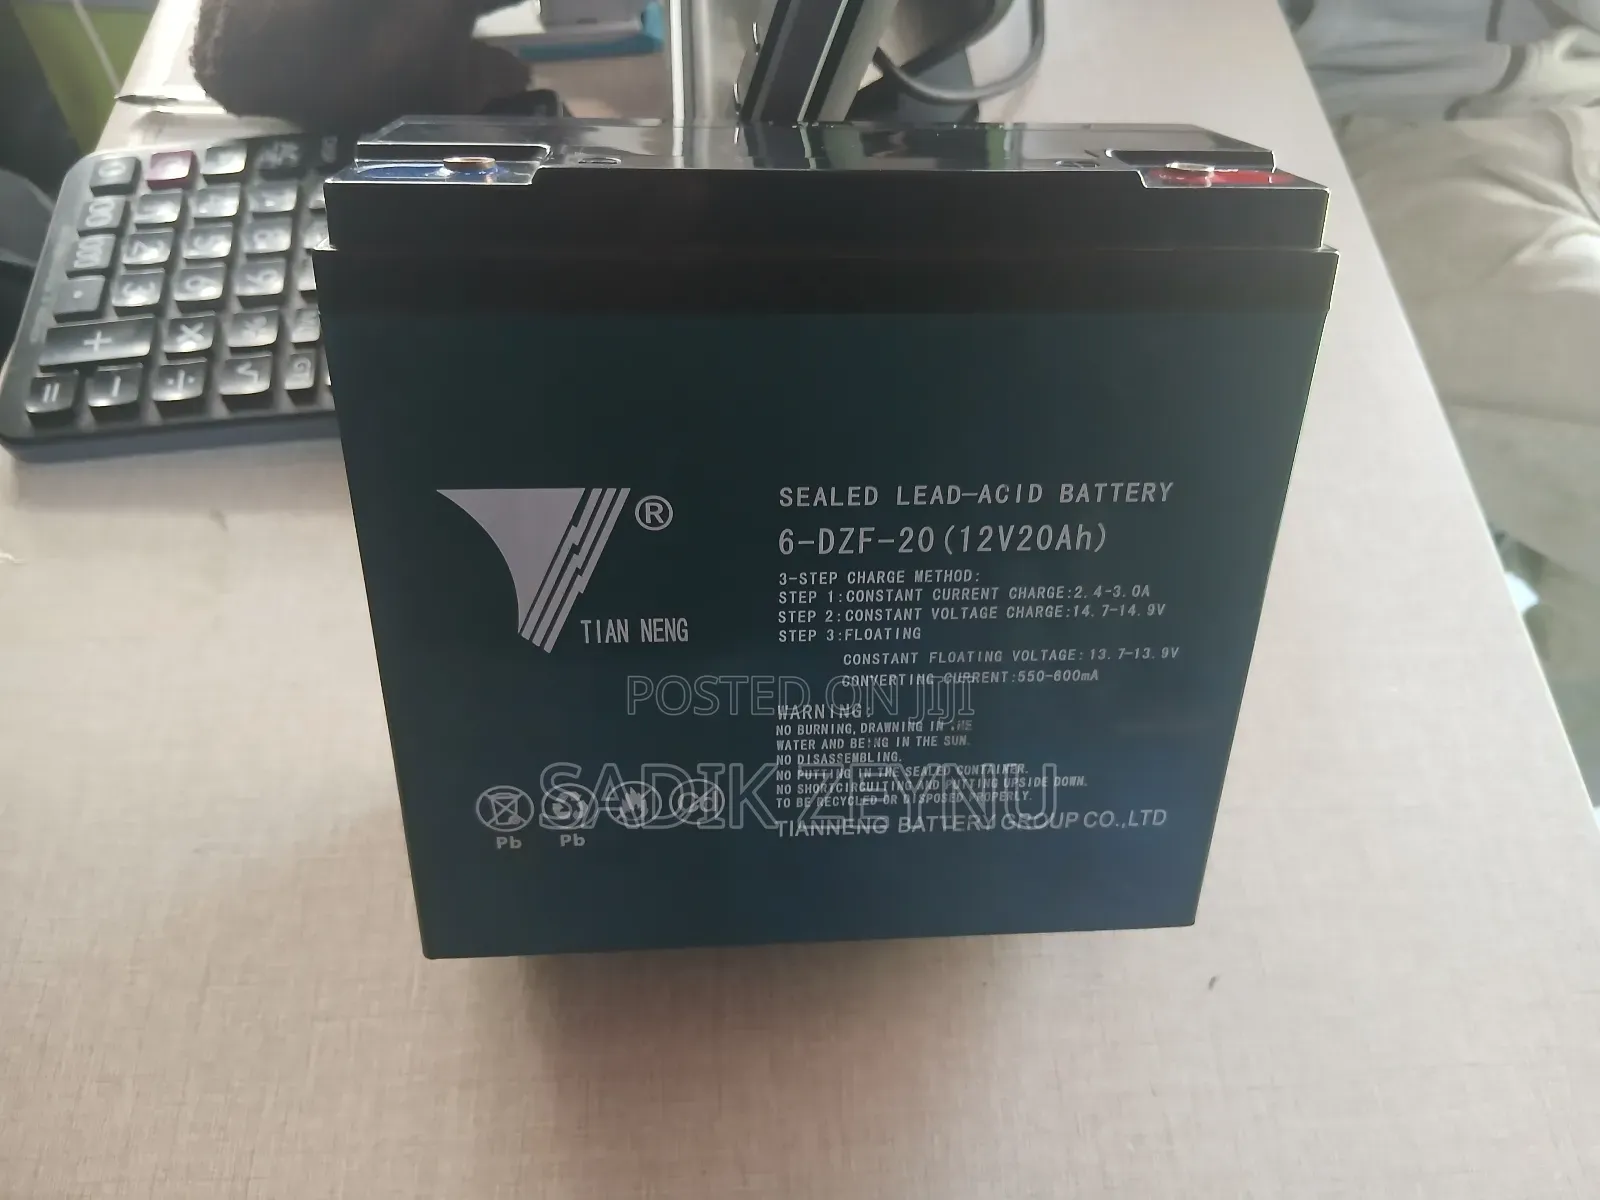 ®
TIAN NENG
SEALED LEAD-ACID BATTERY
6-DZF-20(12V20Ah)
3-STEP CHARGE METHOD:
STEP 1:CONSTANT CURRENT CHARGE:2.4-3.0A
STEP 2:CONSTANT VOLTAGE CHARGE:14.7-14.9V
STEP 3:FLOATING
CONSTANT FLOATING VOLTAGE:13.7-13.9V
CONVERTING CURRENT:550-600mA
POSTED ON JIJI
WARNING:
NO BURNING, DRAWNING IN THE
WATER AND BEING IN THE SUN.
NO DISASSEMBLING.
NO PUTTING IN THE SEALED CONTAINER.
NO SHORTCIRCUITING AND PUTTING UPSIDE DOWN.
TO BE RECYCLED OR DISPOSED PROPERLY.
SADIK ZEYNU
TIANNENG BATTERY GROUP CO.,LTD
Cd
Pb Pb